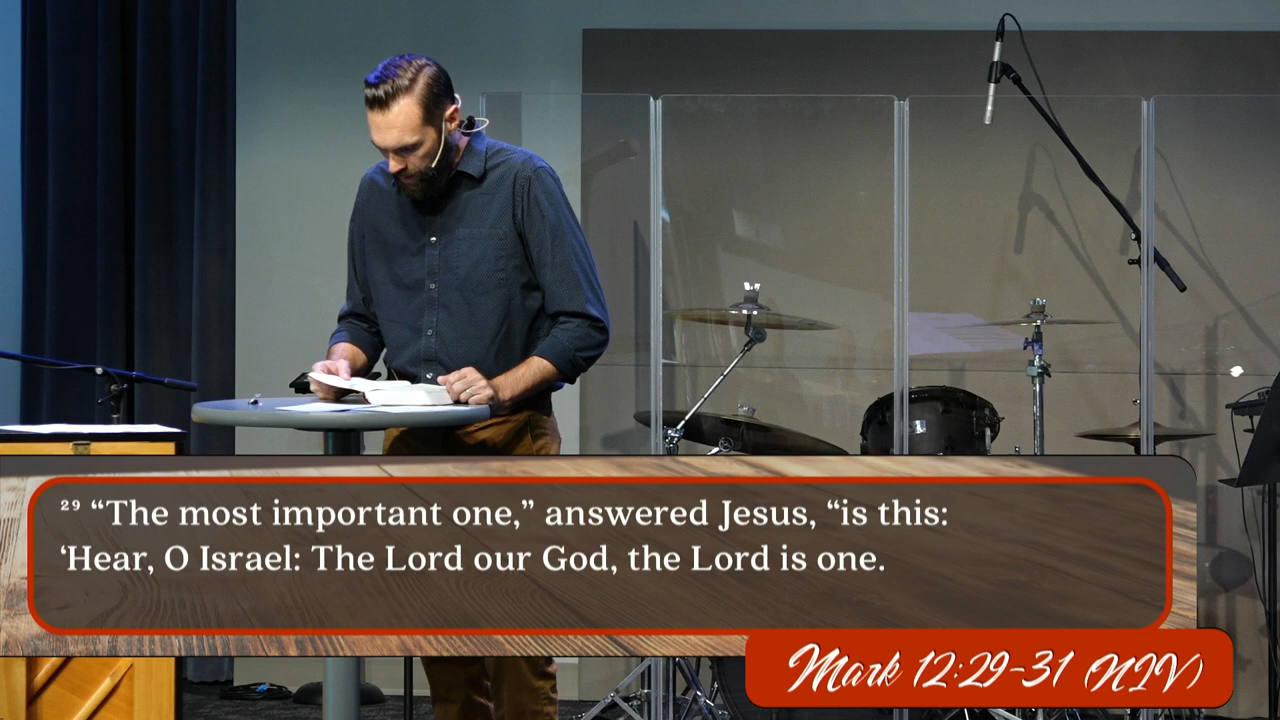 ²⁹ “The most important one,” answered Jesus, “is this:
‘Hear, O Israel: The Lord our God, the Lord is one.
Mark 12:29-31 (NIV)